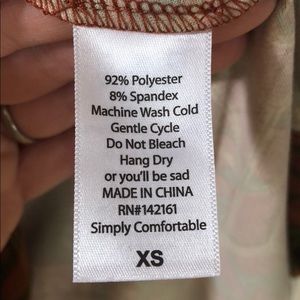 92% Polyester
8% Spandex
Machine Wash Cold
Gentle Cycle
Do Not Bleach
Hang Dry
or you'll be sad
MADE IN CHINA
RN#142161
Simply Comfortable
XS